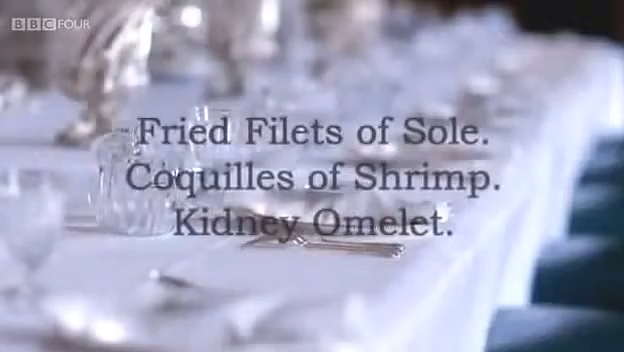 BBC FOUR
Fried Filets of Sole.
Coquilles of Shrimp.
Kidney Omelet.